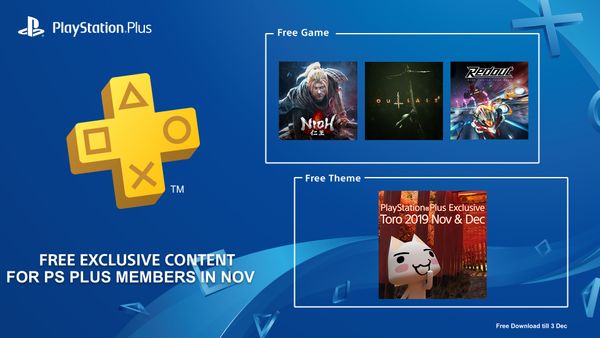 PlayStation®Plus
TM
FREE EXCLUSIVE CONTENT
FOR PS PLUS MEMBERS IN NOV
Free Game
NIOH
仁王
OUTLAST
Redout
Free Theme
PlayStation®Plus Exclusive
Toro 2019 Nov & Dec
Free Download till 3 Dec